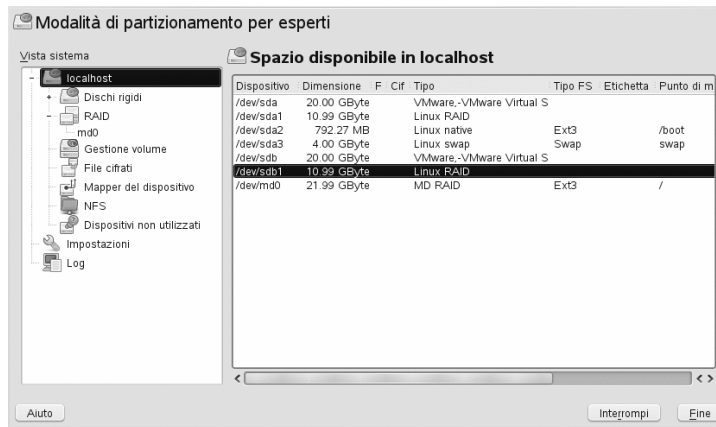 Modalità di partizionamento per esperti
Vista sistema
localhost
Dischi rigidi
RAID
md0
Gestione volume
File cifrati
Mapper del dispositivo
NFS
Dispositivi non utilizzati
Impostazioni
Log
Spazio disponibile in localhost
Dispositivo Dimensione F Cif Tipo Tipo FS Etichetta Punto di m
/dev/sda 20.00 GByte VMware,-VMware Virtual S
/dev/sda1 10.99 GByte Linux RAID
/dev/sda2 792.27 MB Linux native Ext3 /boot
/dev/sda3 4.00 GByte Linux swap Swap swap
/dev/sdb 20.00 GByte VMware,-VMware Virtual S
/dev/sdb1 10.99 GByte Linux RAID
/dev/md0 21.99 GByte MD RAID Ext3 /
Aiuto Interrompi Fine